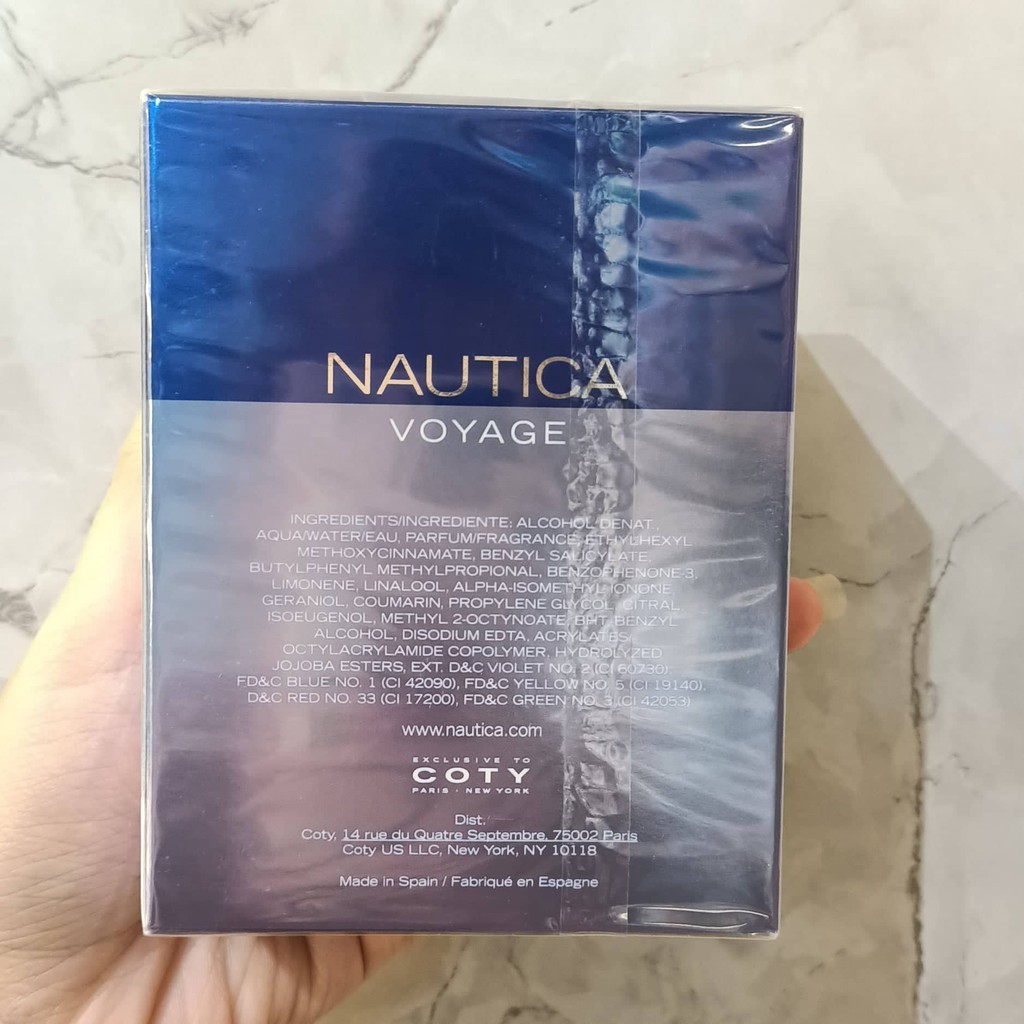 NAUTICA
VOYAGE
INGREDIENTS/INGREDIENTE: ALCOHOL DENAT.,
AQUA/WATER/EAU, PARFUM/FRAGRANCE, ETHYLHEXYL
METHOXYCINNAMATE, BENZYL SALICYLATE,
BUTYLPHENYL METHYLPROPIONAL, BENZOPHENONE-3,
LIMONENE, LINALOOL, ALPHA-ISOMETHYL IONONE
GERANIOL, COUMARIN, PROPYLENE GLYCOL, CITRAL,
ISOEUGENOL, METHYL 2-OCTYNOATE, BHT, BENZYL
ALCOHOL, DISODIUM EDTA, ACRYLATES/
OCTYLACRYLAMIDE COPOLYMER, HYDROLYZED
JOJOBA ESTERS, EXT. D&C VIOLET NO. 2 (CI 60730),
FD&C BLUE NO. 1 (CI 42090), FD&C YELLOW NO. 5 (CI 19140),
D&C RED NO. 33 (CI 17200), FD&C GREEN NO. 3 (CI 42053)
www.nautica.com
EXCLUSIVE TO
COTY
PARIS · NEW YORK
Dist.
Coty, 14 rue du Quatre Septembre, 75002 Paris
Coty US LLC, New York, NY 10118
Made in Spain / Fabriqué en Espagne